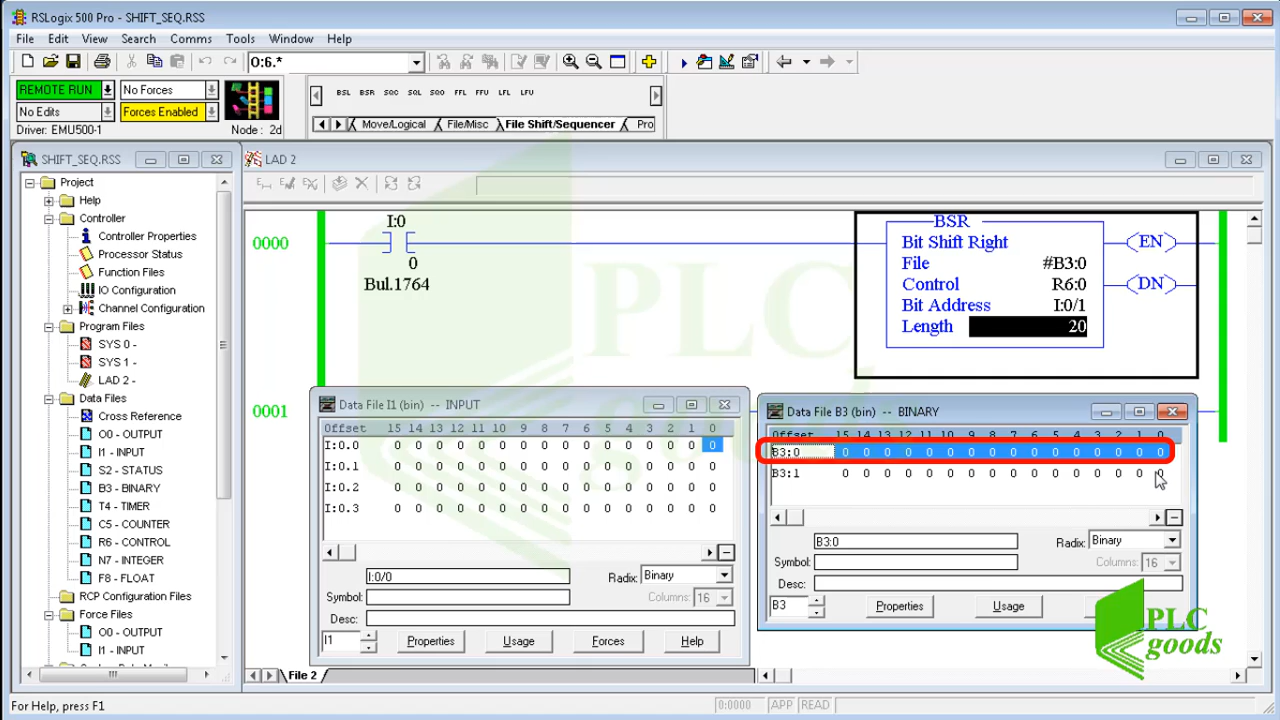 RSLogix 500 Pro - SHIFT_SEQ.RSS
File Edit View Search Comms Tools Window Help
O:6.*
REMOTE RUN No Forces
No Edits Forces Enabled
Driver: EMU500-1 Node : 2d
BSL BSR SQC SQL SQO FFL FFU LFL LFU
Move/Logical File/Misc File Shift/Sequencer Pro
SHIFT_SEQ.RSS
Project
Help
Controller
Controller Properties
Processor Status
Function Files
IO Configuration
Channel Configuration
Program Files
SYS 0 -
SYS 1 -
LAD 2 -
Data Files
Cross Reference
O0 - OUTPUT
I1 - INPUT
S2 - STATUS
B3 - BINARY
T4 - TIMER
C5 - COUNTER
R6 - CONTROL
N7 - INTEGER
F8 - FLOAT
RCP Configuration Files
Force Files
O0 - OUTPUT
I1 - INPUT
LAD 2
0000
I:0
0
Bul.1764
BSR
Bit Shift Right
File #B3:0
Control R6:0
Bit Address I:0/1
Length 20
EN
DN
PLC
goods
0001
Data File I1 (bin) -- INPUT
Offset 15 14 13 12 11 10 9 8 7 6 5 4 3 2 1 0
I:0.0 0 0 0 0 0 0 0 0 0 0 0 0 0 0 0 0
I:0.1 0 0 0 0 0 0 0 0 0 0 0 0 0 0 0 0
I:0.2 0 0 0 0 0 0 0 0 0 0 0 0 0 0 0 0
I:0.3 0 0 0 0 0 0 0 0 0 0 0 0 0 0 0 0
I:0/0 Radix: Binary
Symbol: Columns: 16
Desc:
I1 Properties Usage Forces Help
Data File B3 (bin) -- BINARY
Offset 15 14 13 12 11 10 9 8 7 6 5 4 3 2 1 0
B3:0 0 0 0 0 0 0 0 0 0 0 0 0 0 0 0 0
B3:1 0 0 0 0 0 0 0 0 0 0 0 0 0 0 0 0
B3:0 Radix: Binary
Symbol: Columns: 16
Desc:
B3 Properties Usage
PLC
goods
File 2
For Help, press F1
0:0000 APP READ